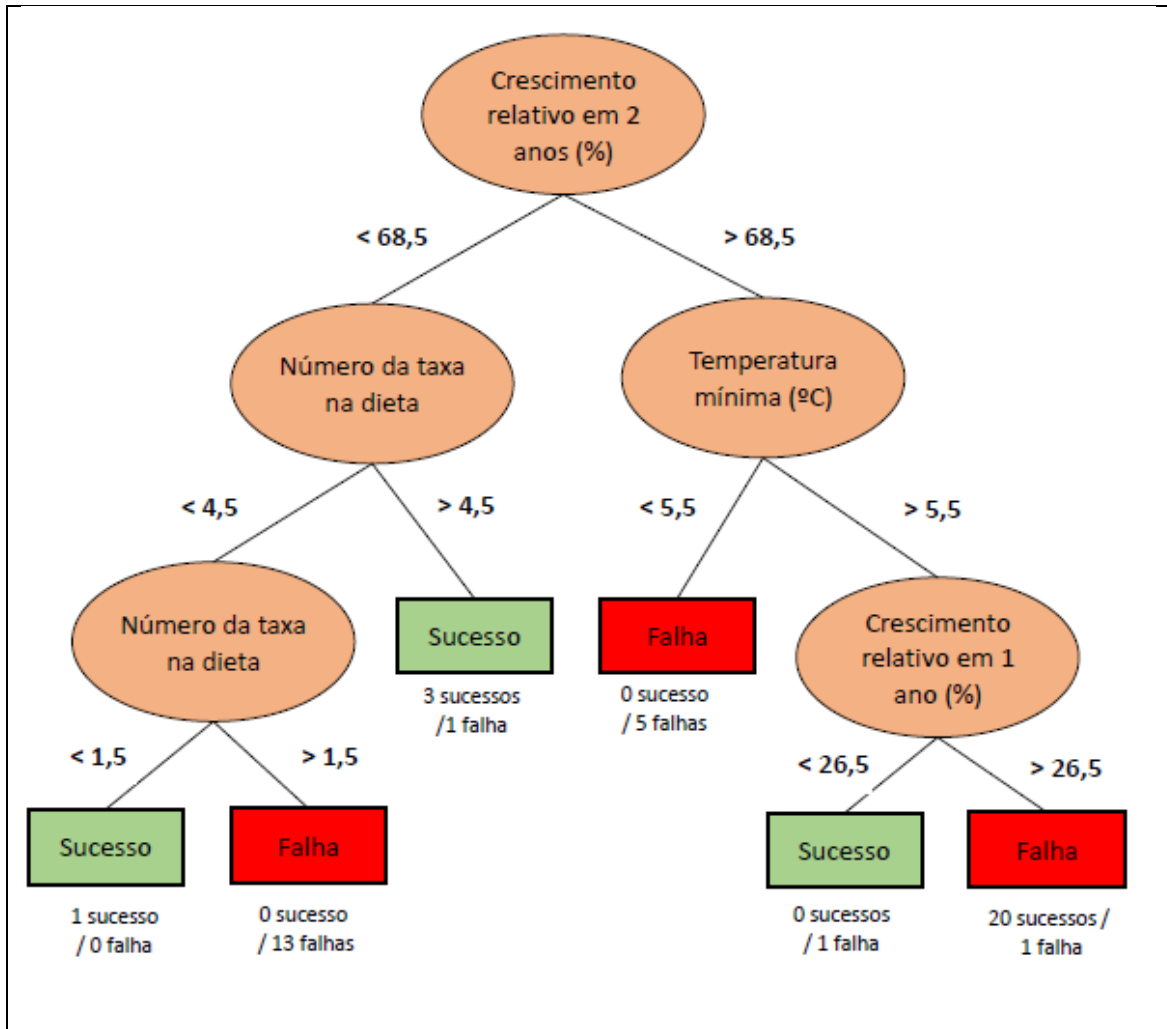 Crescimento
relativo em 2
anos (%)
< 68,5
> 68,5
Número da taxa
na dieta
Temperatura
mínima (ºC)
< 4,5
> 4,5
< 5,5
> 5,5
Número da taxa
na dieta
Sucesso
3 sucessos
/1 falha
Falha
0 sucesso
/ 5 falhas
Crescimento
relativo em 1
ano (%)
< 1,5
> 1,5
< 26,5
> 26,5
Sucesso
1 sucesso
/ 0 falha
Falha
0 sucesso
/ 13 falhas
Sucesso
0 sucessos
/ 1 falha
Falha
20 sucessos /
1 falha